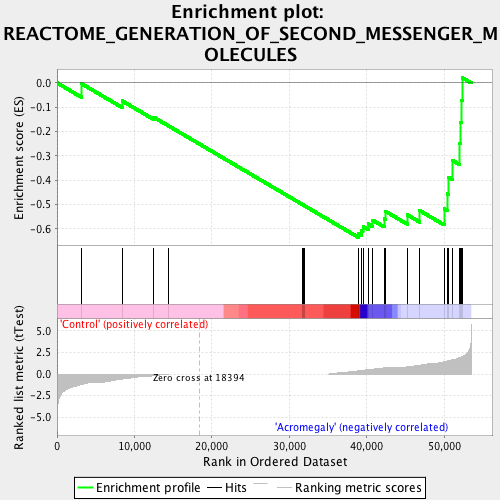 Enrichment plot:
REACTOME_GENERATION_OF_SECOND_MESSENGER_M
OLECULES
Enrichment score (ES)
0.0
-0.1
-0.2
-0.3
-0.4
-0.5
-0.6
Ranked list metric (tTest)
5.0
2.5
0.0
-2.5
-5.0
'Control' (positively correlated)
Zero cross at 18394
'Acromegaly' (negatively correlated)
0
10,000
20,000
30,000
40,000
50,000
Rank in Ordered Dataset
Enrichment profile
Hits
Ranking metric scores